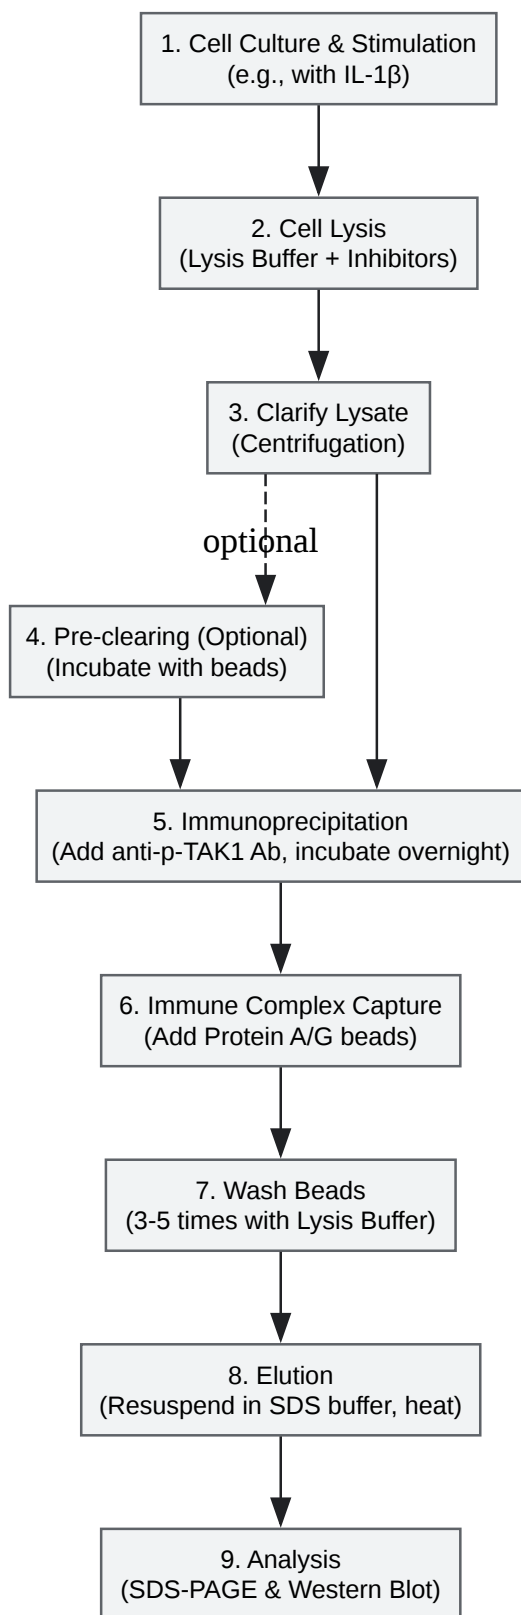 1. Cell Culture & Stimulation
(e.g., with IL-1β)
2. Cell Lysis
(Lysis Buffer + Inhibitors)
3. Clarify Lysate
(Centrifugation)
optional
4. Pre-clearing (Optional)
(Incubate with beads)
5. Immunoprecipitation
(Add anti-p-TAK1 Ab, incubate overnight)
6. Immune Complex Capture
(Add Protein A/G beads)
7. Wash Beads
(3-5 times with Lysis Buffer)
8. Elution
(Resuspend in SDS buffer, heat)
9. Analysis
(SDS-PAGE & Western Blot)